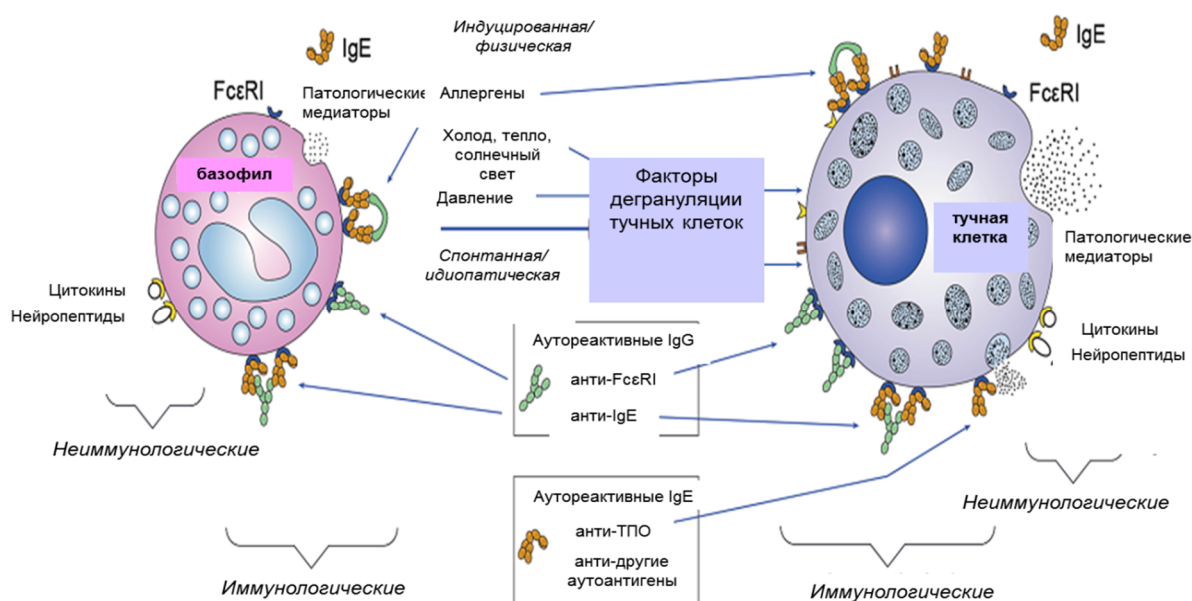 IgE
FcεRI
базофил
Цитокины
Нейропептиды
Неиммунологические
Иммунологические
Индуцированная/
физическая
Патологические
медиаторы
Аллергены
Холод, тепло,
солнечный
свет
Давление
Спонтанная/
идиопатическая
Факторы
дегрануляции
тучных клеток
Аутореактивные IgG
анти-FcεRI
анти-IgE
Аутореактивные IgE
анти-ТПО
анти-другие
аутоантигены
IgE
FcεRI
тучная
клетка
Патологические
медиаторы
Цитокины
Нейропептиды
Неиммунологические
Иммунологические